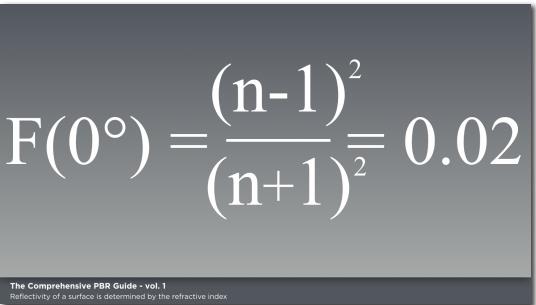 F(0°) = (n-1)² / (n+1)² = 0.02
The Comprehensive PBR Guide - vol. 1
Reflectivity of a surface is determined by the refractive index